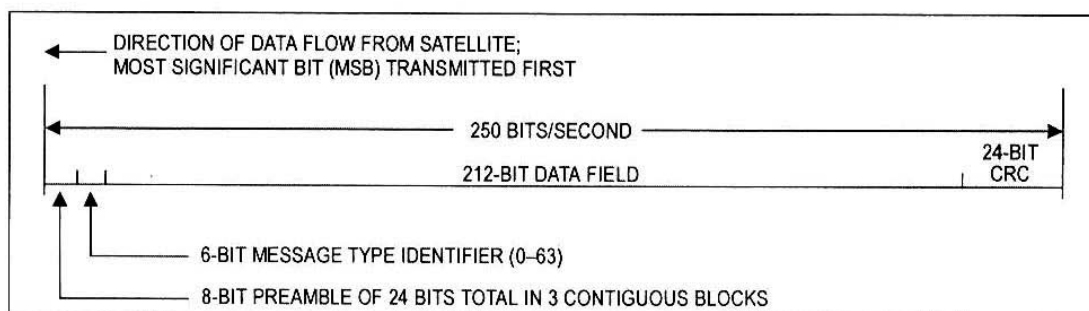 DIRECTION OF DATA FLOW FROM SATELLITE;
MOST SIGNIFICANT BIT (MSB) TRANSMITTED FIRST
250 BITS/SECOND
24-BIT
CRC
212-BIT DATA FIELD
6-BIT MESSAGE TYPE IDENTIFIER (0–63)
8-BIT PREAMBLE OF 24 BITS TOTAL IN 3 CONTIGUOUS BLOCKS